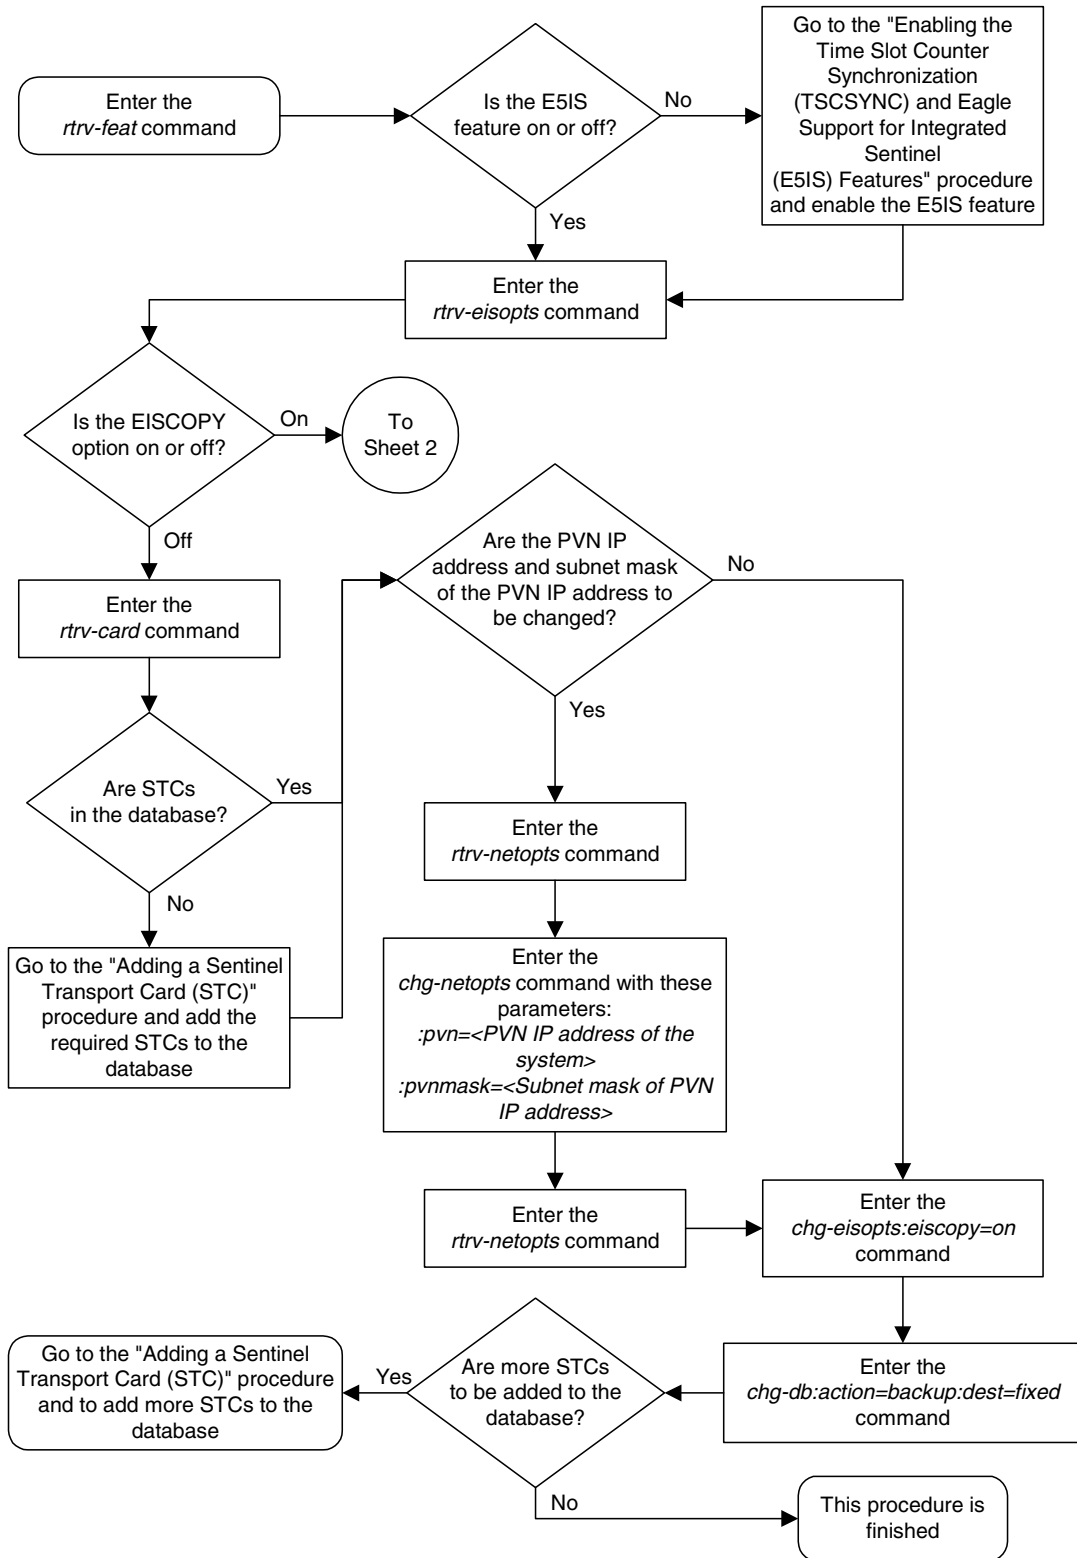 Enter the
rtrv-feat command
Is the E5IS
feature on or off?
No
Go to the "Enabling the
Time Slot Counter
Synchronization
(TSCSYNC) and Eagle
Support for Integrated
Sentinel
(E5IS) Features" procedure
and enable the E5IS feature
Yes
Enter the
rtrv-eisopts command
Is the EISCOPY
option on or off?
On
To
Sheet 2
Off
Enter the
rtrv-card command
Are STCs
in the database?
Yes
No
Go to the "Adding a Sentinel
Transport Card (STC)"
procedure and add the
required STCs to the
database
Are the PVN IP
address and subnet mask
of the PVN IP address to
be changed?
No
Yes
Enter the
rtrv-netopts command
Enter the
chg-netopts command with these
parameters:
:pvn=<PVN IP address of the
system>
:pvnmask=<Subnet mask of PVN
IP address>
Enter the
rtrv-netopts command
Enter the
chg-eisopts:eiscopy=on
command
Enter the
chg-db:action=backup:dest=fixed
command
Are more STCs
to be added to the
database?
Yes
Go to the "Adding a Sentinel
Transport Card (STC)" procedure
and to add more STCs to the
database
No
This procedure is
finished